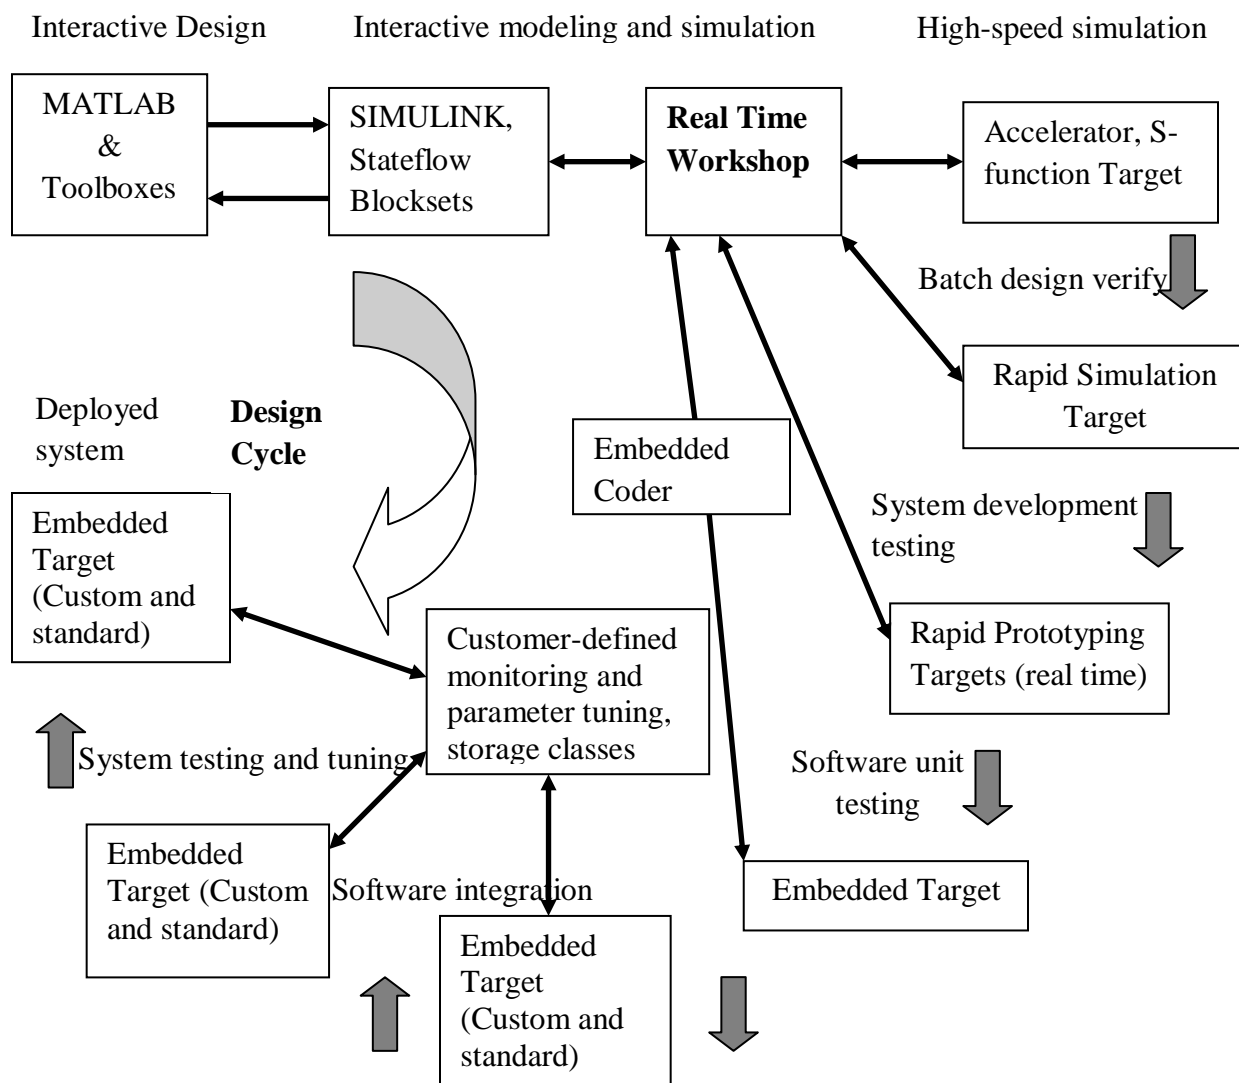 Interactive Design
Interactive modeling and simulation
High-speed simulation
MATLAB
&
Toolboxes
SIMULINK,
Stateflow
Blocksets
Real Time
Workshop
Accelerator, S-
function Target
Batch design verify
Rapid Simulation
Target
Deployed
system
Design
Cycle
Embedded
Coder
System development
testing
Embedded
Target
(Custom and
standard)
Customer-defined
monitoring and
parameter tuning,
storage classes
Rapid Prototyping
Targets (real time)
System testing and tuning
Software unit
testing
Embedded
Target (Custom
and standard)
Software integration
Embedded Target
Embedded
Target
(Custom and
standard)